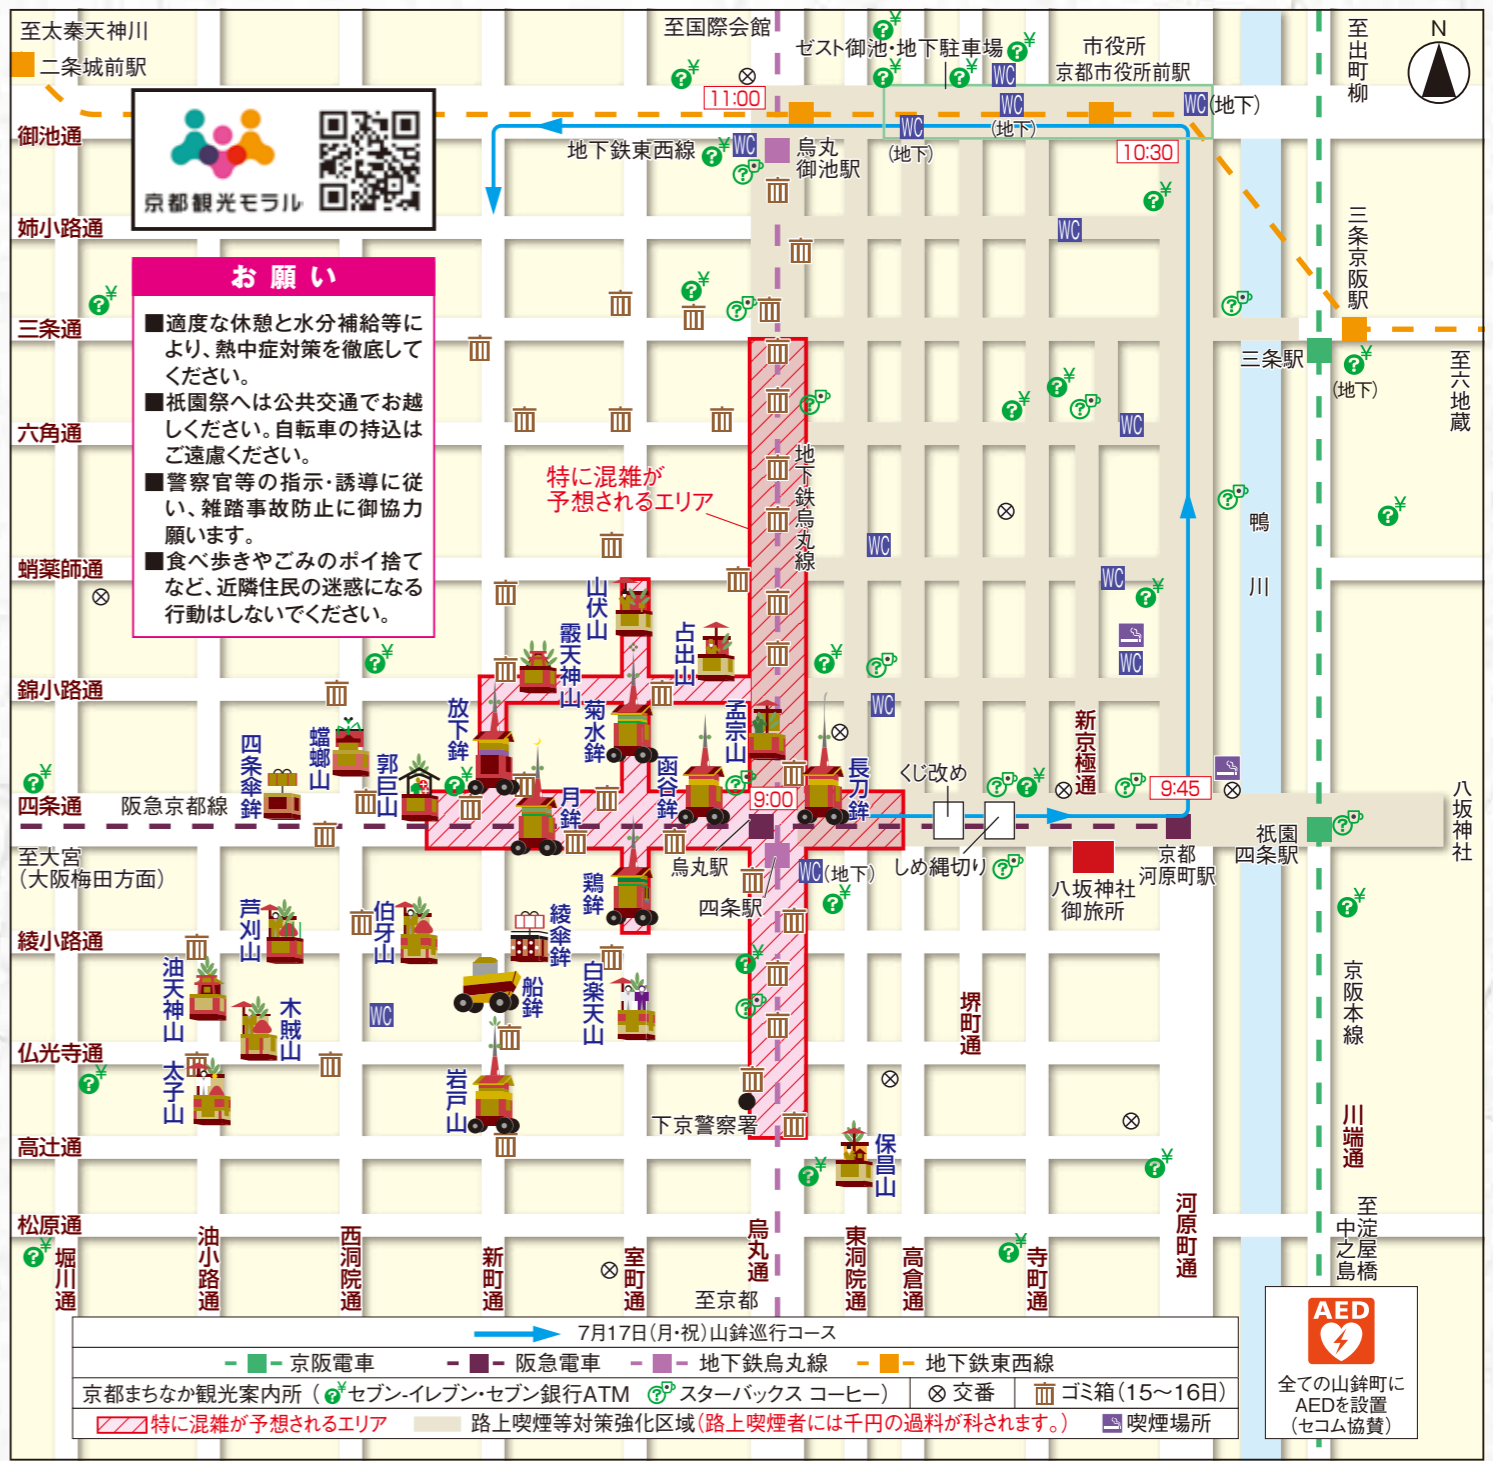 至太秦天神川
二条城前駅
至国際会館
ゼスト御池・地下駐車場
市役所
京都市役所前駅
至出町柳
N
11:00
WC
WC
(地下)
WC
(地下)
WC(地下)
御池通
京都観光モラル
地下鉄東西線
WC
烏丸
御池駅
10:30
姉小路通
WC
三条京阪駅
お願い
■適度な休憩と水分補給等に
より、熱中症対策を徹底して
ください。
■祇園祭へは公共交通でお越
しください。自転車の持込は
ご遠慮ください。
■警察官等の指示・誘導に従
い、雑踏事故防止に御協力
願います。
■食べ歩きやごみのポイ捨て
など、近隣住民の迷惑になる
行動はしないでください。
三条通
三条駅
(地下)
至六地蔵
六角通
WC
特に混雑が
予想されるエリア
地下鉄烏丸線
WC
鴨川
蛸薬師通
WC
WC
山伏山
霰天神山
占出山
錦小路通
WC
放下鉾
菊水鉾
孟宗山
新京極通
四条傘鉾
蟷螂山
郭巨山
月鉾
函谷鉾
長刀鉾
くじ改め
9:00
9:45
四条通
阪急京都線
八坂神社
至大宮
(大阪梅田方面)
烏丸駅
WC(地下)
しめ縄切り
八坂神社
御旅所
京都
河原町駅
祇園
四条駅
鶏鉾
四条駅
芦刈山
伯牙山
綾傘鉾
綾小路通
油天神山
木賊山
WC
船鉾
白楽天山
堺町通
京阪本線
仏光寺通
太子山
岩戸山
下京警察署
川端通
高辻通
保昌山
松原通
堀川通
油小路通
西洞院通
新町通
室町通
烏丸通
東洞院通
高倉通
寺町通
河原町通
至淀屋橋
中之島
至京都
7月17日(月・祝)山鉾巡行コース
京阪電車
阪急電車
地下鉄烏丸線
地下鉄東西線
京都まちなか観光案内所(セブン-イレブン・セブン銀行ATM スターバックス コーヒー)
交番
ゴミ箱(15〜16日)
特に混雑が予想されるエリア
路上喫煙等対策強化区域(路上喫煙者には千円の過料が科されます。)
喫煙場所
AED
全ての山鉾町に
AEDを設置
(セコム協賛)